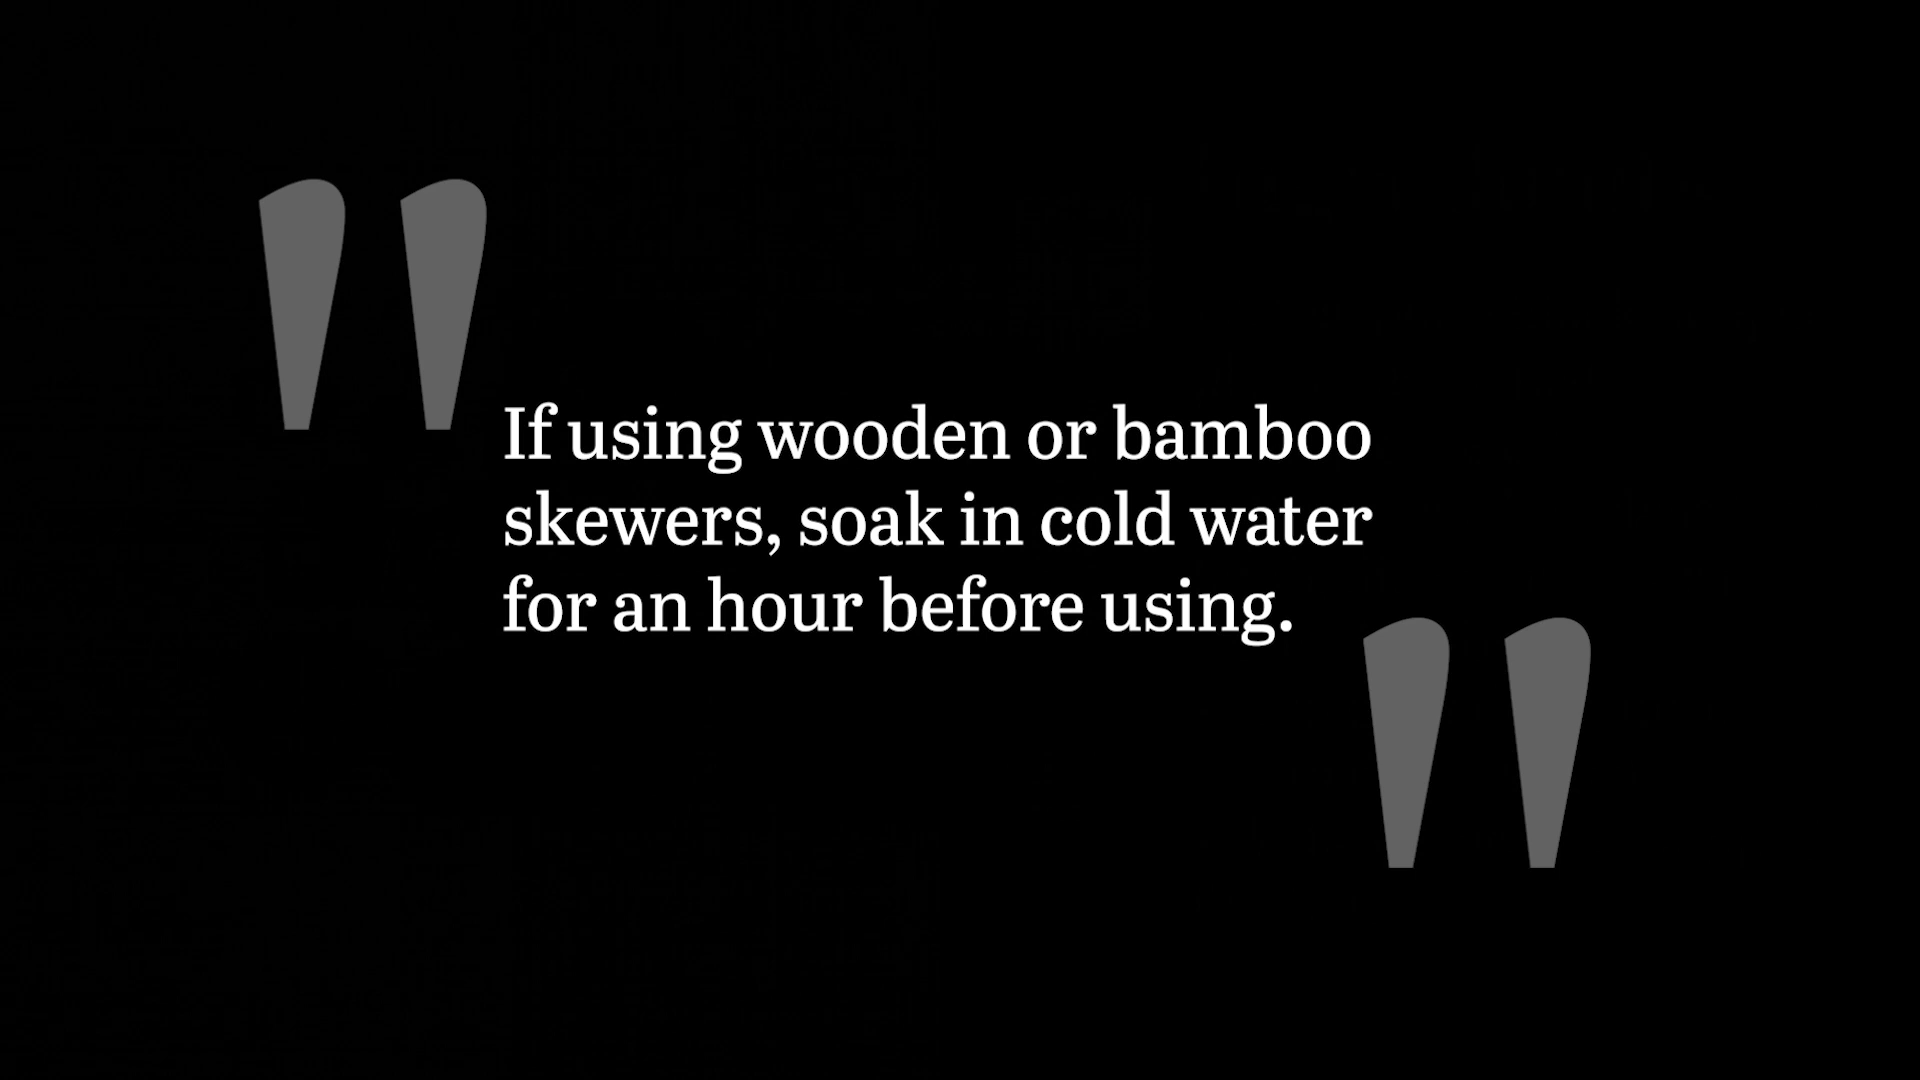 "If using wooden or bamboo
skewers, soak in cold water
for an hour before using."